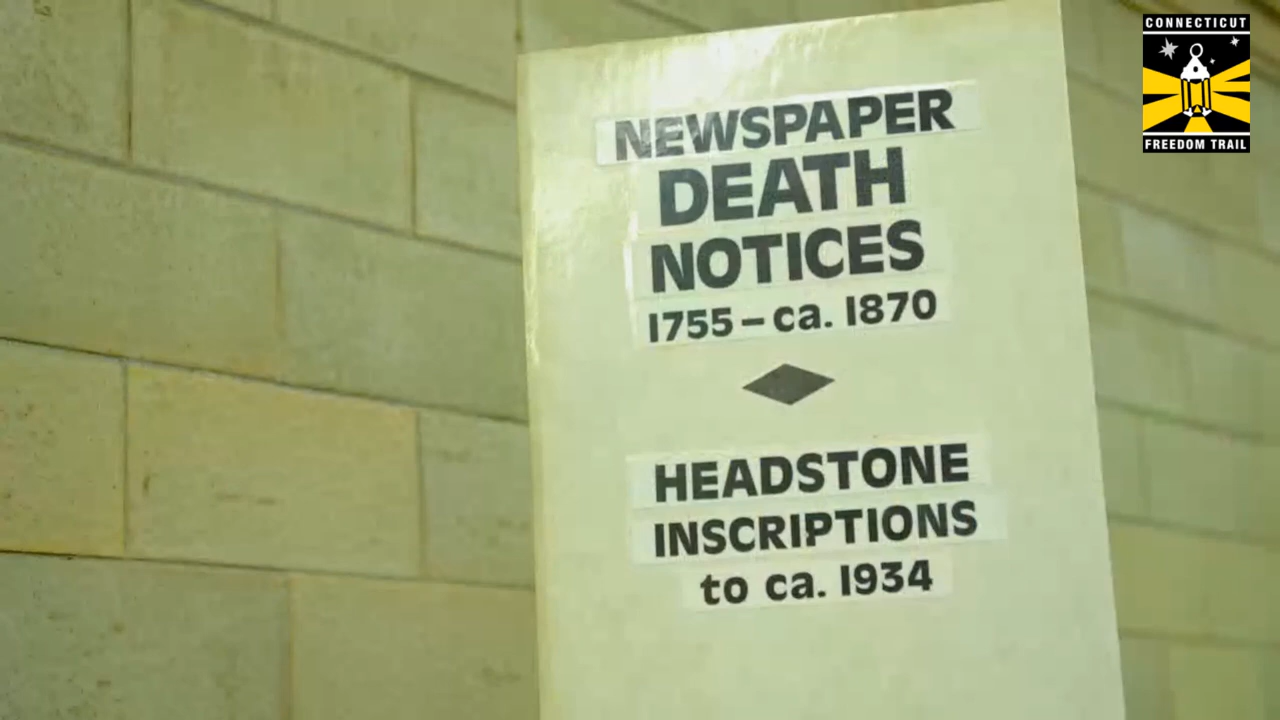 NEWSPAPER
DEATH
NOTICES
1755 – ca. 1870
HEADSTONE
INSCRIPTIONS
to ca. 1934
CONNECTICUT
FREEDOM TRAIL